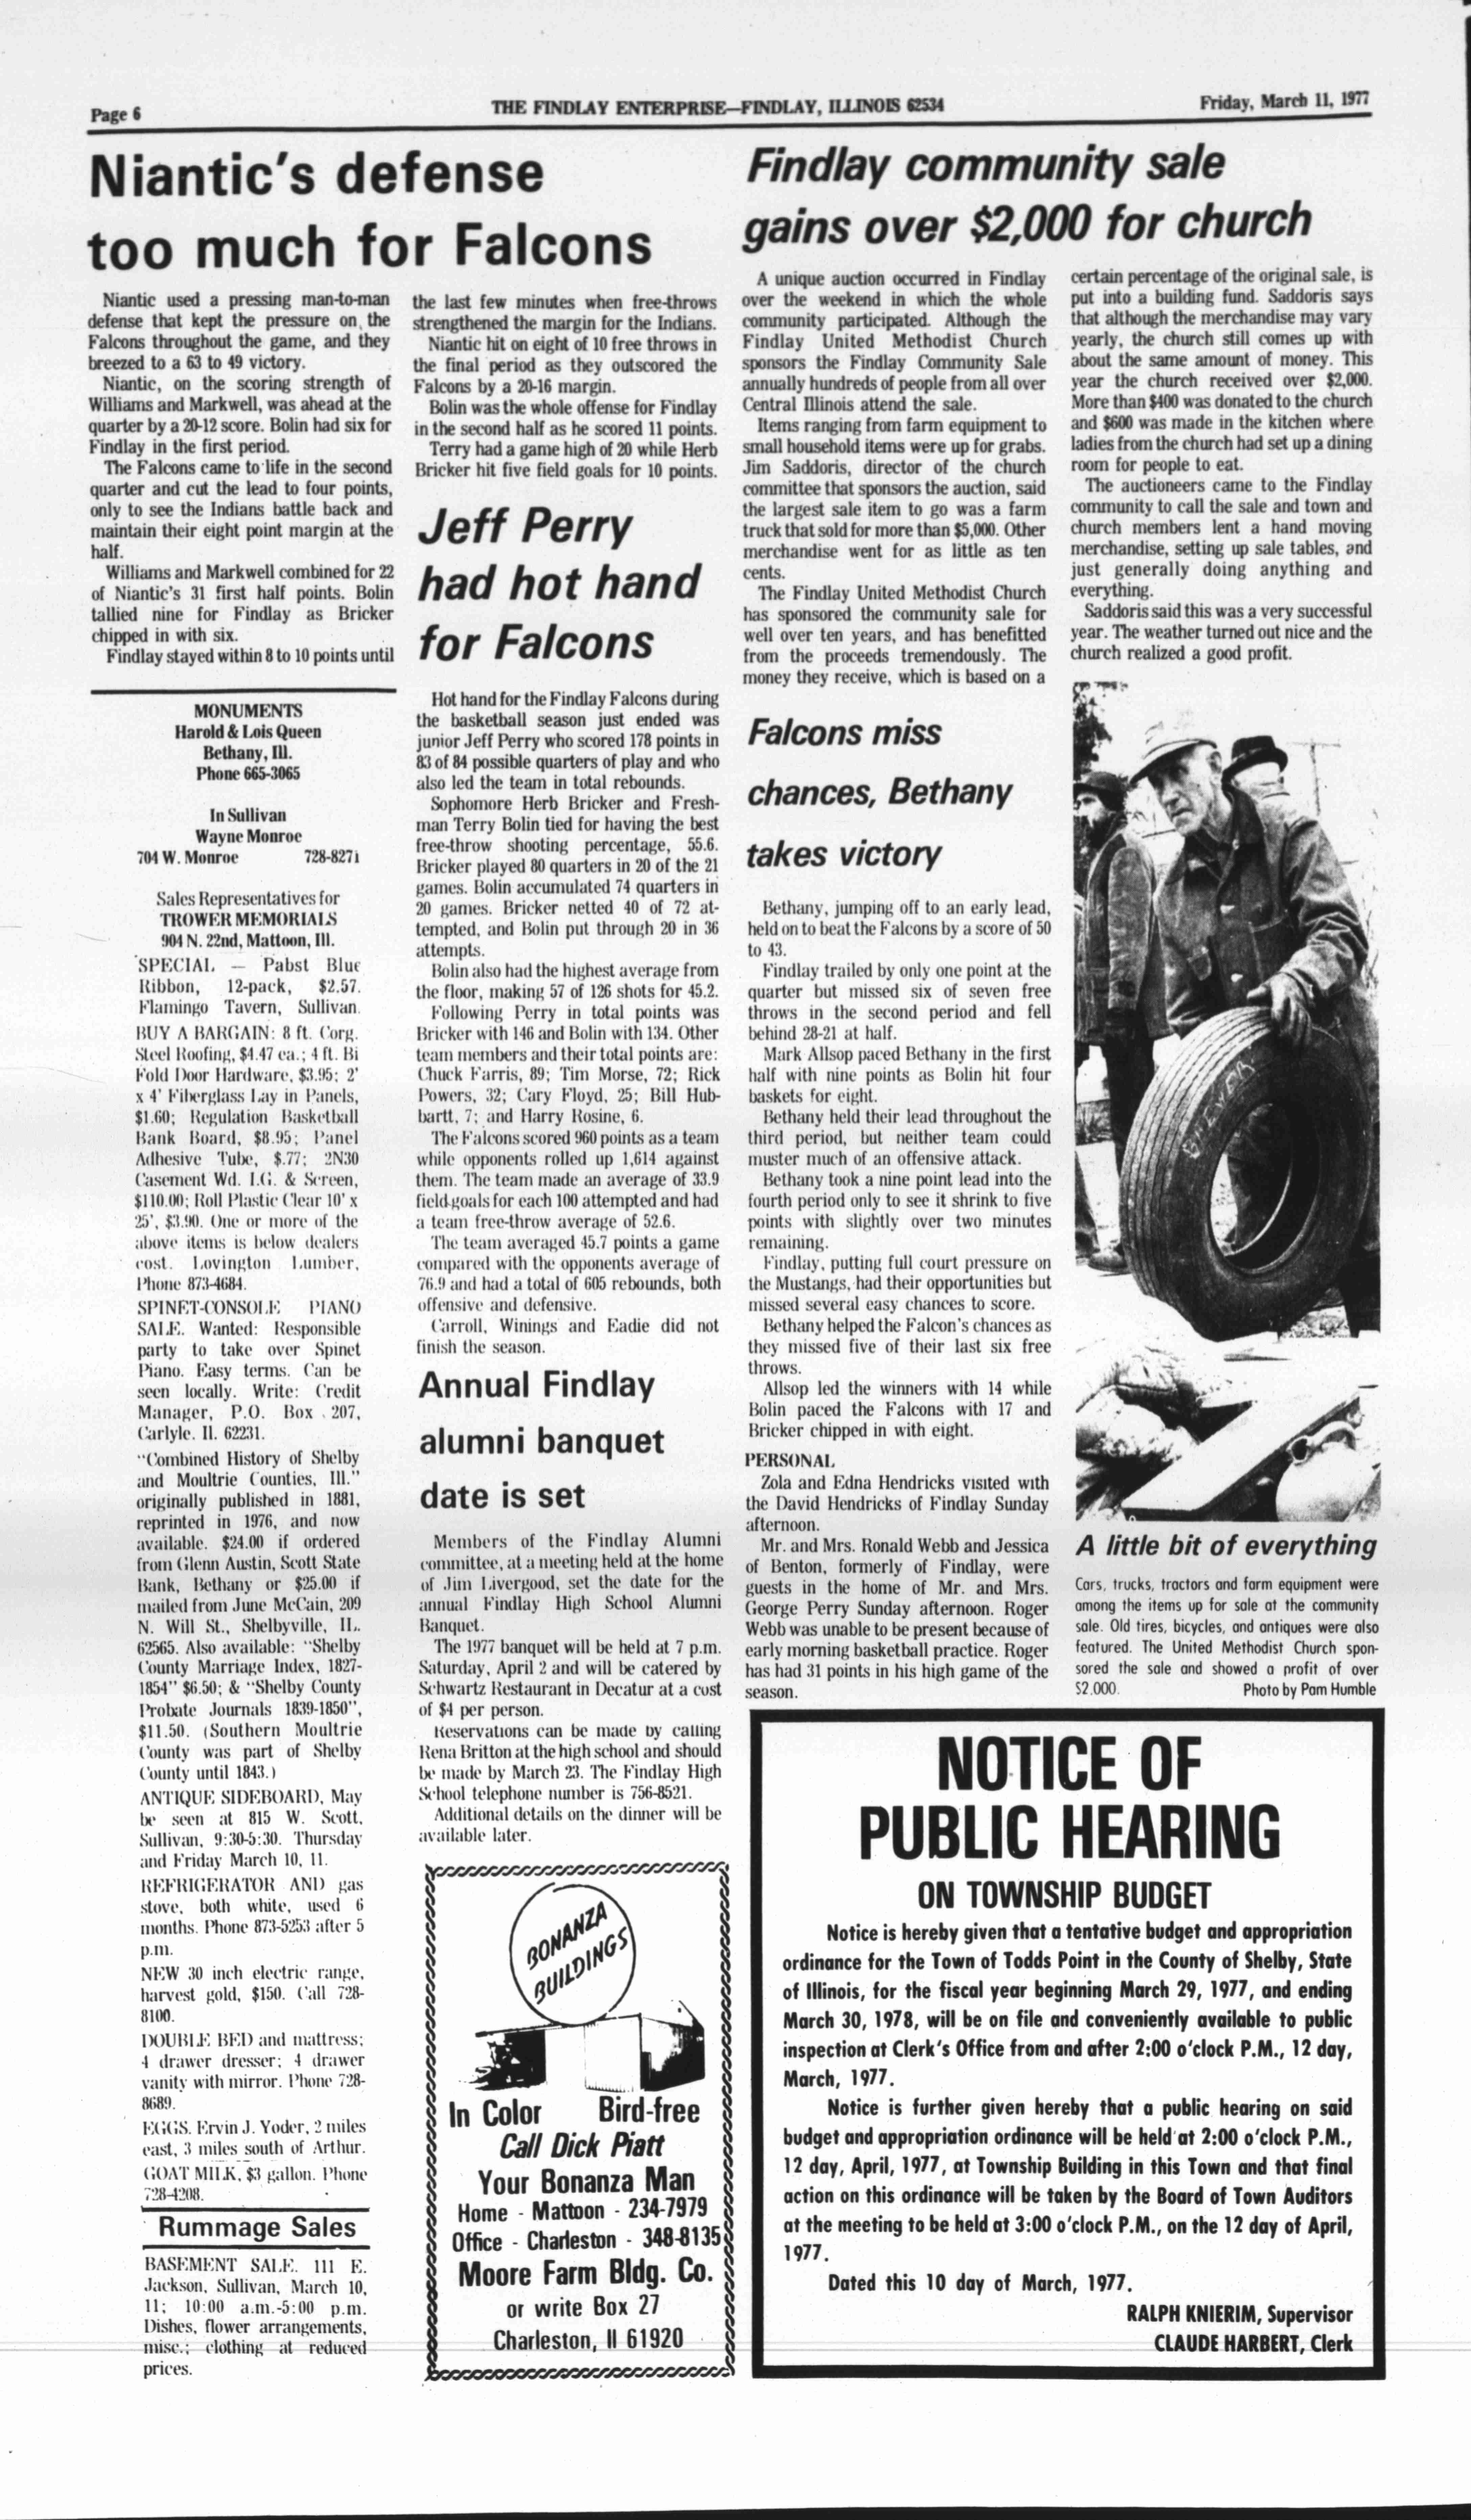 Page 6
THE FINDLAY ENTERPRISE—FINDLAY, ILLINOIS 62534
Friday, March 11, 1977
Niantic's defense
too much for Falcons
Niantic used a pressing man-to-man
defense that kept the pressure on the
Falcons throughout the game, and they
breezed to a 63 to 49 victory.
Niantic, on the scoring strength of
Williams and Markwell, was ahead at the
quarter by a 20-12 score. Bolin had six for
Findlay in the first period.
The Falcons came to life in the second
quarter and cut the lead to four points,
only to see the Indians battle back and
maintain their eight point margin at the
half.
Williams and Markwell combined for 22
of Niantic's 31 first half points. Bolin
tallied nine for Findlay as Bricker
chipped in with six.
Findlay stayed within 8 to 10 points until
the last few minutes when free-throws
strengthened the margin for the Indians.
Niantic hit on eight of 10 free throws in
the final period as they outscored the
Falcons by a 20-16 margin.
Bolin was the whole offense for Findlay
in the second half as he scored 11 points.
Terry had a game high of 20 while Herb
Bricker hit five field goals for 10 points.
MONUMENTS
Harold & Lois Queen
Bethany, Ill.
Phone 665-3065
In Sullivan
Wayne Monroe
704 W. Monroe 728-8271
Sales Representatives for
TROWER MEMORIALS
904 N. 22nd, Mattoon, Ill.
SPECIAL — Pabst Blue
Ribbon, 12-pack, $2.57.
Flamingo Tavern, Sullivan.
BUY A BARGAIN: 8 ft. Corg.
Steel Roofing, $4.47 ea.; 4 ft. Bi
Fold Door Hardware, $3.95; 2'
x 4' Fiberglass Lay in Panels,
$1.60; Regulation Basketball
Bank Board, $8.95; Panel
Adhesive Tube, $.77; 2N30
Casement Wd. I.G. & Screen,
$110.00; Roll Plastic Clear 10' x
25', $3.90. One or more of the
above items is below dealers
cost. Lovington Lumber,
Phone 873-4684.
SPINET-CONSOLE PIANO
SALE. Wanted: Responsible
party to take over Spinet
Piano. Easy terms. Can be
seen locally. Write: Credit
Manager, P.O. Box 207,
Carlyle, Il. 62231.
"Combined History of Shelby
and Moultrie Counties, Ill."
originally published in 1881,
reprinted in 1976, and now
available. $24.00 if ordered
from Glenn Austin, Scott State
Bank, Bethany or $25.00 if
mailed from June McCain, 209
N. Will St., Shelbyville, IL.
62565. Also available: "Shelby
County Marriage Index, 1827-
1854" $6.50; & "Shelby County
Probate Journals 1839-1850",
$11.50. (Southern Moultrie
County was part of Shelby
County until 1843.)
ANTIQUE SIDEBOARD, May
be seen at 815 W. Scott,
Sullivan, 9:30-5:30. Thursday
and Friday March 10, 11.
REFRIGERATOR AND gas
stove, both white, used 6
months. Phone 873-5253 after 5
p.m.
NEW 30 inch electric range,
harvest gold, $150. Call 728-
8100.
DOUBLE BED and mattress;
4 drawer dresser; 4 drawer
vanity with mirror. Phone 728-
8689.
EGGS. Ervin J. Yoder, 2 miles
east, 3 miles south of Arthur.
GOAT MILK, $3 gallon. Phone
728-4208.
Rummage Sales
BASEMENT SALE. 111 E.
Jackson, Sullivan, March 10,
11; 10:00 a.m.-5:00 p.m.
Dishes, flower arrangements,
misc.; clothing at reduced
prices.
Jeff Perry
had hot hand
for Falcons
Hot hand for the Findlay Falcons during
the basketball season just ended was
junior Jeff Perry who scored 178 points in
83 of 84 possible quarters of play and who
also led the team in total rebounds.
Sophomore Herb Bricker and Fresh-
man Terry Bolin tied for having the best
free-throw shooting percentage, 55.6.
Bricker played 80 quarters in 20 of the 21
games. Bolin accumulated 74 quarters in
20 games. Bricker netted 40 of 72 at-
tempted, and Bolin put through 20 in 36
attempts.
Bolin also had the highest average from
the floor, making 57 of 126 shots for 45.2.
Following Perry in total points was
Bricker with 146 and Bolin with 134. Other
team members and their total points are:
Chuck Farris, 89; Tim Morse, 72; Rick
Powers, 32; Cary Floyd, 25; Bill Hub-
bartt, 7; and Harry Rosine, 6.
The Falcons scored 960 points as a team
while opponents rolled up 1,614 against
them. The team made an average of 33.9
field-goals for each 100 attempted and had
a team free-throw average of 52.6.
The team averaged 45.7 points a game
compared with the opponents average of
76.9 and had a total of 605 rebounds, both
offensive and defensive.
Carroll, Winings and Eadie did not
finish the season.
Annual Findlay
alumni banquet
date is set
Members of the Findlay Alumni
committee, at a meeting held at the home
of Jim Livergood, set the date for the
annual Findlay High School Alumni
Banquet.
The 1977 banquet will be held at 7 p.m.
Saturday, April 2 and will be catered by
Schwartz Restaurant in Decatur at a cost
of $4 per person.
Reservations can be made by calling
Rena Britton at the high school and should
be made by March 23. The Findlay High
School telephone number is 756-8521.
Additional details on the dinner will be
available later.
BONANZA
BUILDINGS
In Color Bird-free
Call Dick Piatt
Your Bonanza Man
Home - Mattoon - 234-7979
Office - Charleston - 348-8135
Moore Farm Bldg. Co.
or write Box 27
Charleston, Il 61920
Findlay community sale
gains over $2,000 for church
A unique auction occurred in Findlay
over the weekend in which the whole
community participated. Although the
Findlay United Methodist Church
sponsors the Findlay Community Sale
annually hundreds of people from all over
Central Illinois attend the sale.
Items ranging from farm equipment to
small household items were up for grabs.
Jim Saddoris, director of the church
committee that sponsors the auction, said
the largest sale item to go was a farm
truck that sold for more than $5,000. Other
merchandise went for as little as ten
cents.
The Findlay United Methodist Church
has sponsored the community sale for
well over ten years, and has benefitted
from the proceeds tremendously. The
money they receive, which is based on a
certain percentage of the original sale, is
put into a building fund. Saddoris says
that although the merchandise may vary
yearly, the church still comes up with
about the same amount of money. This
year the church received over $2,000.
More than $400 was donated to the church
and $600 was made in the kitchen where
ladies from the church had set up a dining
room for people to eat.
The auctioneers came to the Findlay
community to call the sale and town and
church members lent a hand moving
merchandise, setting up sale tables, and
just generally doing anything and
everything.
Saddoris said this was a very successful
year. The weather turned out nice and the
church realized a good profit.
Falcons miss
chances, Bethany
takes victory
Bethany, jumping off to an early lead,
held on to beat the Falcons by a score of 50
to 43.
Findlay trailed by only one point at the
quarter but missed six of seven free
throws in the second period and fell
behind 28-21 at half.
Mark Allsop paced Bethany in the first
half with nine points as Bolin hit four
baskets for eight.
Bethany held their lead throughout the
third period, but neither team could
muster much of an offensive attack.
Bethany took a nine point lead into the
fourth period only to see it shrink to five
points with slightly over two minutes
remaining.
Findlay, putting full court pressure on
the Mustangs, had their opportunities but
missed several easy chances to score.
Bethany helped the Falcon's chances as
they missed five of their last six free
throws.
Allsop led the winners with 14 while
Bolin paced the Falcons with 17 and
Bricker chipped in with eight.
PERSONAL
Zola and Edna Hendricks visited with
the David Hendricks of Findlay Sunday
afternoon.
Mr. and Mrs. Ronald Webb and Jessica
of Benton, formerly of Findlay, were
guests in the home of Mr. and Mrs.
George Perry Sunday afternoon. Roger
Webb was unable to be present because of
early morning basketball practice. Roger
has had 31 points in his high game of the
season.
A little bit of everything
Cars, trucks, tractors and farm equipment were
among the items up for sale at the community
sale. Old tires, bicycles, and antiques were also
featured. The United Methodist Church spon-
sored the sale and showed a profit of over
$2,000. Photo by Pam Humble
NOTICE OF
PUBLIC HEARING
ON TOWNSHIP BUDGET
Notice is hereby given that a tentative budget and appropriation
ordinance for the Town of Todds Point in the County of Shelby, State
of Illinois, for the fiscal year beginning March 29, 1977, and ending
March 30, 1978, will be on file and conveniently available to public
inspection at Clerk's Office from and after 2:00 o'clock P.M., 12 day,
March, 1977.
Notice is further given hereby that a public hearing on said
budget and appropriation ordinance will be held at 2:00 o'clock P.M.,
12 day, April, 1977, at Township Building in this Town and that final
action on this ordinance will be taken by the Board of Town Auditors
at the meeting to be held at 3:00 o'clock P.M., on the 12 day of April,
1977.
Dated this 10 day of March, 1977.
RALPH KNIERIM, Supervisor
CLAUDE HARBERT, Clerk